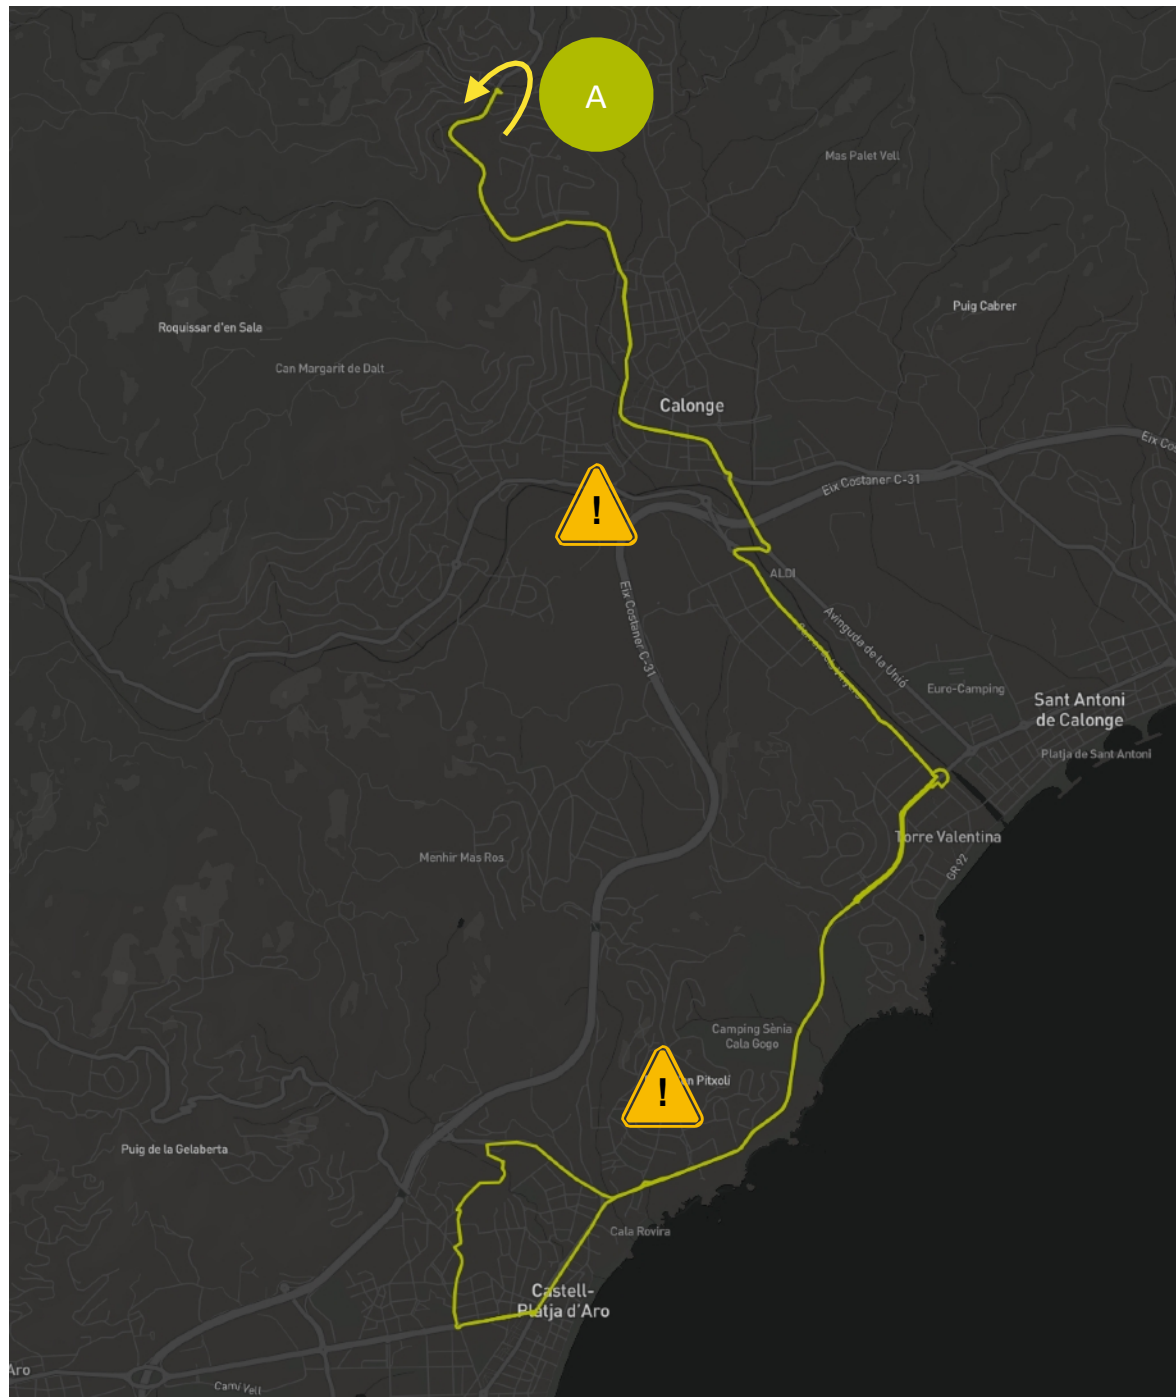 A
Mas Palet Vell
Puig Cabrer
Roquissar d'en Sala
Can Margarit de Dalt
Calonge
Eix Cos
!
Eix Costaner C-31
ALDI
Eix Costaner C-31
Avinguda de la Unió
Euro-Camping
Sant Antoni
de Calonge
Platja de Sant Antoni
Torre Valentina
Menhir Mas Ros
GR 92
Camping Sènia
Cala Gogo
!
n Pitxolí
Puig de la Gelaberta
Cala Rovira
Castell-
Platja d'Aro
Aro
Camí Vell